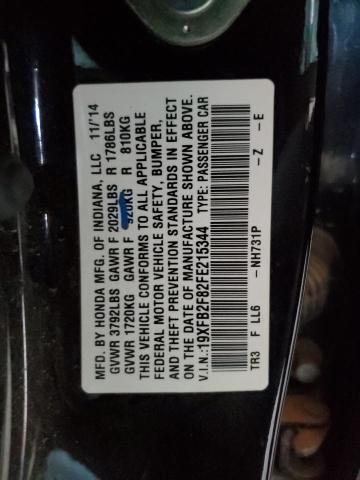 MFD. BY HONDA MFG. OF INDIANA, LLC 11/'14
GVWR 3792LBS GAWR F 2029LBS R 1786LBS
GVWR 1720KG GAWR F 920KG R 810KG
THIS VEHICLE CONFORMS TO ALL APPLICABLE
FEDERAL MOTOR VEHICLE SAFETY, BUMPER,
AND THEFT PREVENTION STANDARDS IN EFFECT
ON THE DATE OF MANUFACTURE SHOWN ABOVE.
V.I.N.: 19XFB2F82FE215344 TYPE: PASSENGER CAR
TR3 F LL6 -NH731P -Z -E